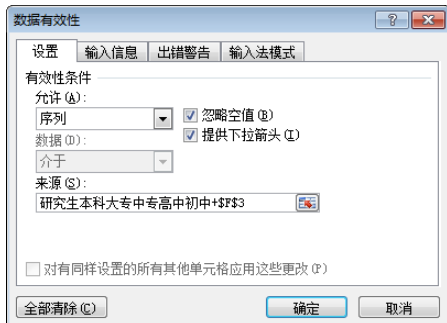 数据有效性
设置 输入信息 出错警告 输入法模式
有效性条件
允许(A):
序列
忽略空值(B)
数据(D):
提供下拉箭头(I)
介于
来源(S):
研究生本科大专中专高中初中+$F$3
对有同样设置的所有其他单元格应用这些更改(P)
全部清除(C) 确定 取消